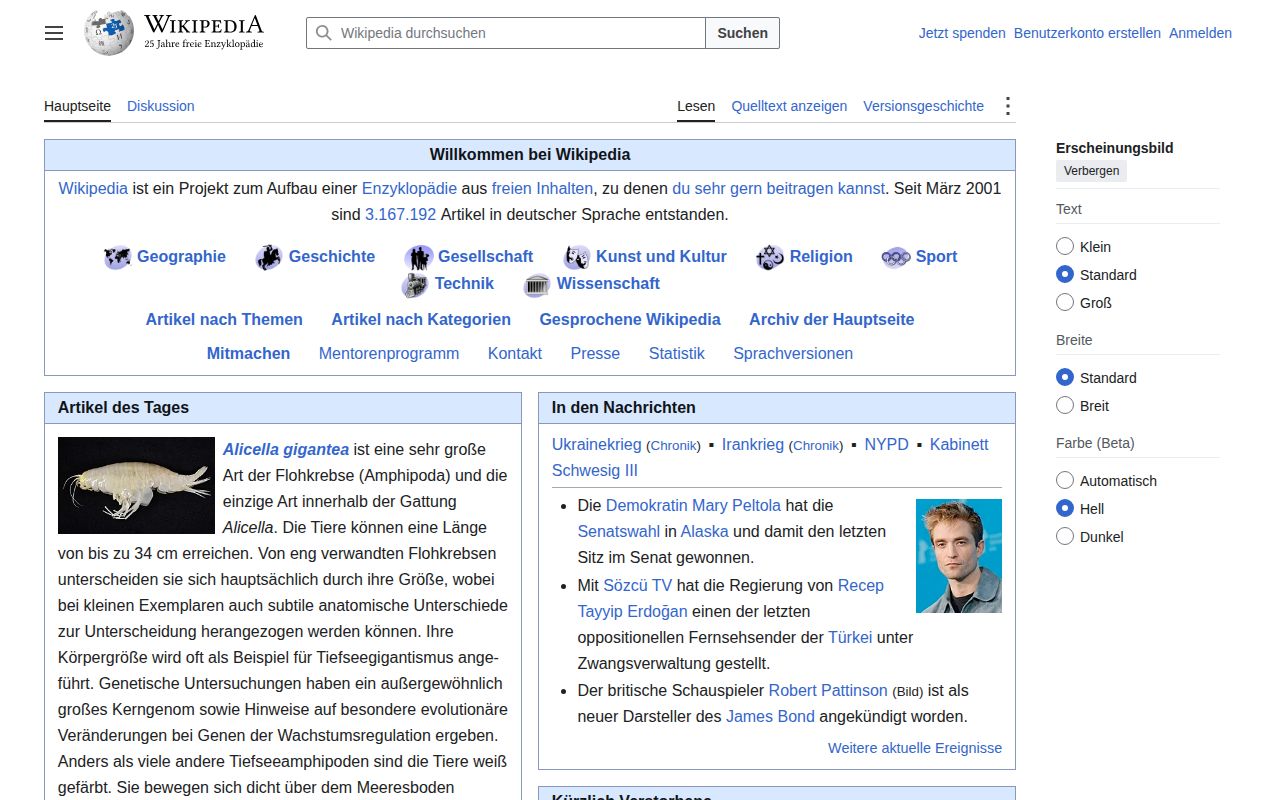 WIKIPEDIA
25 Jahre freie Enzyklopädie
Wikipedia durchsuchen
Suchen
Jetzt spenden Benutzerkonto erstellen Anmelden
Hauptseite Diskussion
Lesen Quelltext anzeigen Versionsgeschichte
Willkommen bei Wikipedia
Wikipedia ist ein Projekt zum Aufbau einer Enzyklopädie aus freien Inhalten, zu denen du sehr gern beitragen kannst. Seit März 2001
sind 3.167.192 Artikel in deutscher Sprache entstanden.
Geographie Geschichte Gesellschaft Kunst und Kultur Religion Sport
Technik Wissenschaft
Artikel nach Themen Artikel nach Kategorien Gesprochene Wikipedia Archiv der Hauptseite
Mitmachen Mentorenprogramm Kontakt Presse Statistik Sprachversionen
Artikel des Tages
Alicella gigantea ist eine sehr große
Art der Flohkrebse (Amphipoda) und die
einzige Art innerhalb der Gattung
Alicella. Die Tiere können eine Länge
von bis zu 34 cm erreichen. Von eng verwandten Flohkrebsen
unterscheiden sie sich hauptsächlich durch ihre Größe, wobei
bei kleinen Exemplaren auch subtile anatomische Unterschiede
zur Unterscheidung herangezogen werden können. Ihre
Körpergröße wird oft als Beispiel für Tiefseegigantismus ange-
führt. Genetische Untersuchungen haben ein außergewöhnlich
großes Kerngenom sowie Hinweise auf besondere evolutionäre
Veränderungen bei Genen der Wachstumsregulation ergeben.
Anders als viele andere Tiefseeamphipoden sind die Tiere weiß
gefärbt. Sie bewegen sich dicht über dem Meeresboden
In den Nachrichten
Ukrainekrieg (Chronik) ▪ Irankrieg (Chronik) ▪ NYPD ▪ Kabinett
Schwesig III
• Die Demokratin Mary Peltola hat die
Senatswahl in Alaska und damit den letzten
Sitz im Senat gewonnen.
• Mit Sözcü TV hat die Regierung von Recep
Tayyip Erdoğan einen der letzten
oppositionellen Fernsehsender der Türkei unter
Zwangsverwaltung gestellt.
• Der britische Schauspieler Robert Pattinson (Bild) ist als
neuer Darsteller des James Bond angekündigt worden.
Weitere aktuelle Ereignisse
Kürzlich Verstorbene
Erscheinungsbild
Verbergen
Text
Klein
Standard
Groß
Breite
Standard
Breit
Farbe (Beta)
Automatisch
Hell
Dunkel